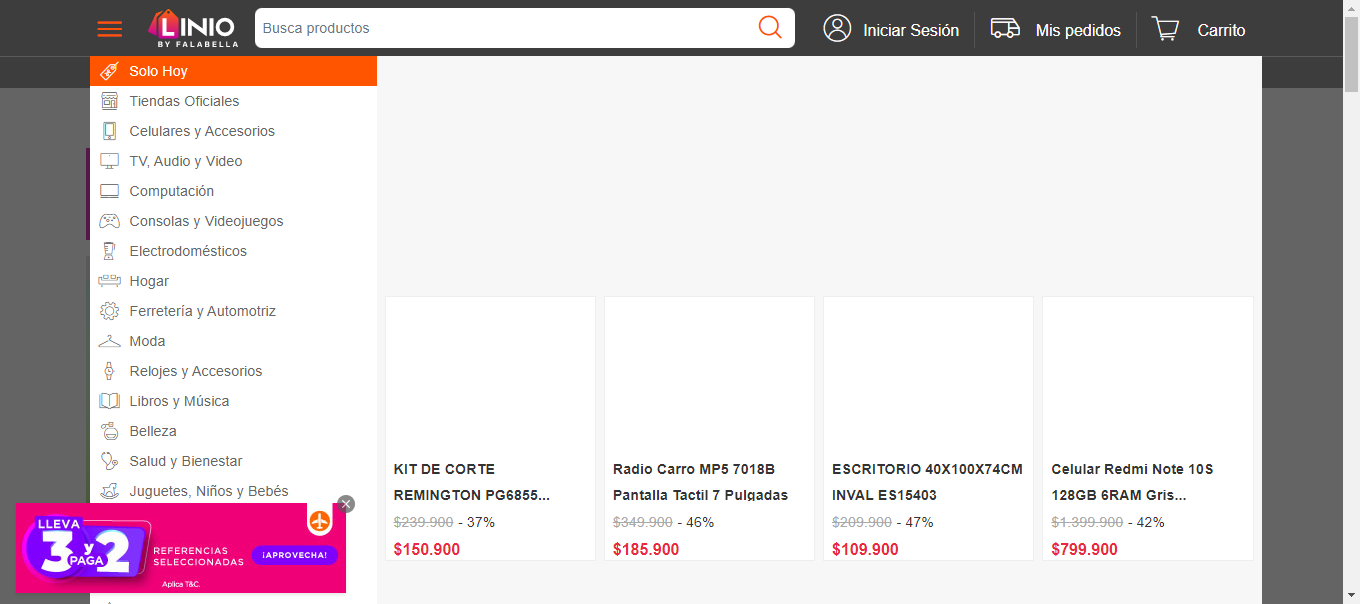 LINIO
BY FALABELLA
Busca productos
Iniciar Sesión
Mis pedidos
Carrito
Solo Hoy
Tiendas Oficiales
Celulares y Accesorios
TV, Audio y Video
Computación
Consolas y Videojuegos
Electrodomésticos
Hogar
Ferretería y Automotriz
Moda
Relojes y Accesorios
Libros y Música
Belleza
Salud y Bienestar
Juguetes, Niños y Bebés
KIT DE CORTE
REMINGTON PG6855...
$239.900 - 37%
$150.900
Radio Carro MP5 7018B
Pantalla Tactil 7 Pulgadas
$349.900 - 46%
$185.900
ESCRITORIO 40X100X74CM
INVAL ES15403
$209.900 - 47%
$109.900
Celular Redmi Note 10S
128GB 6RAM Gris...
$1.399.900 - 42%
$799.900
LLEVA
3 y 2
PAGA
REFERENCIAS
SELECCIONADAS
¡APROVECHA!
Aplica T&C.